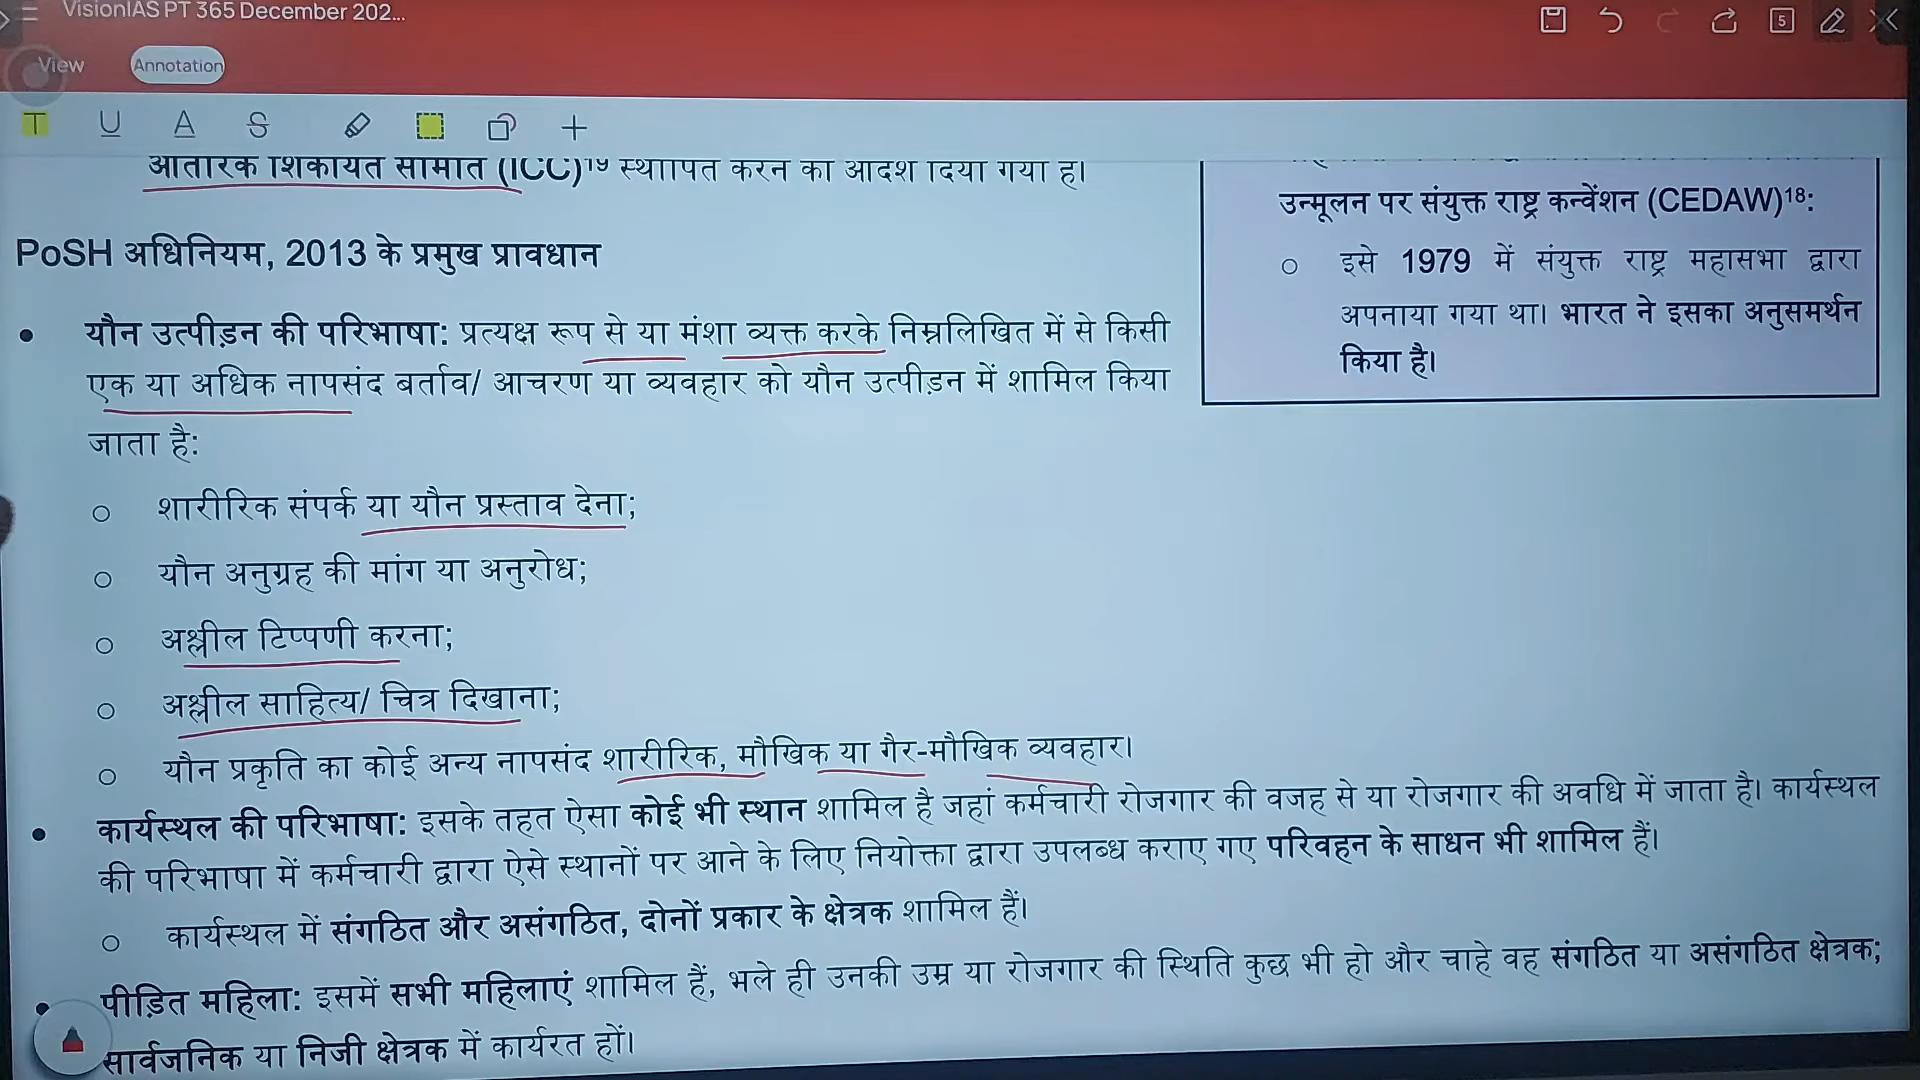 VisionIAS PT 365 December 202...
View
Annotation
आंतरिक शिकायत समिति (ICC)¹⁹ स्थापित करने का आदेश दिया गया है।
उन्मूलन पर संयुक्त राष्ट्र कन्वेंशन (CEDAW)¹⁸:
○ इसे 1979 में संयुक्त राष्ट्र महासभा द्वारा
अपनाया गया था। भारत ने इसका अनुसमर्थन
किया है।
PoSH अधिनियम, 2013 के प्रमुख प्रावधान
• यौन उत्पीड़न की परिभाषा: प्रत्यक्ष रूप से या मंशा व्यक्त करके निम्नलिखित में से किसी
एक या अधिक नापसंद बर्ताव/ आचरण या व्यवहार को यौन उत्पीड़न में शामिल किया
जाता है:
○ शारीरिक संपर्क या यौन प्रस्ताव देना;
○ यौन अनुग्रह की मांग या अनुरोध;
○ अश्लील टिप्पणी करना;
○ अश्लील साहित्य/ चित्र दिखाना;
○ यौन प्रकृति का कोई अन्य नापसंद शारीरिक, मौखिक या गैर-मौखिक व्यवहार।
• कार्यस्थल की परिभाषा: इसके तहत ऐसा कोई भी स्थान शामिल है जहां कर्मचारी रोजगार की वजह से या रोजगार की अवधि में जाता है। कार्यस्थल
की परिभाषा में कर्मचारी द्वारा ऐसे स्थानों पर आने के लिए नियोक्ता द्वारा उपलब्ध कराए गए परिवहन के साधन भी शामिल हैं।
○ कार्यस्थल में संगठित और असंगठित, दोनों प्रकार के क्षेत्रक शामिल हैं।
• पीड़ित महिला: इसमें सभी महिलाएं शामिल हैं, भले ही उनकी उम्र या रोजगार की स्थिति कुछ भी हो और चाहे वह संगठित या असंगठित क्षेत्रक;
सार्वजनिक या निजी क्षेत्रक में कार्यरत हों।